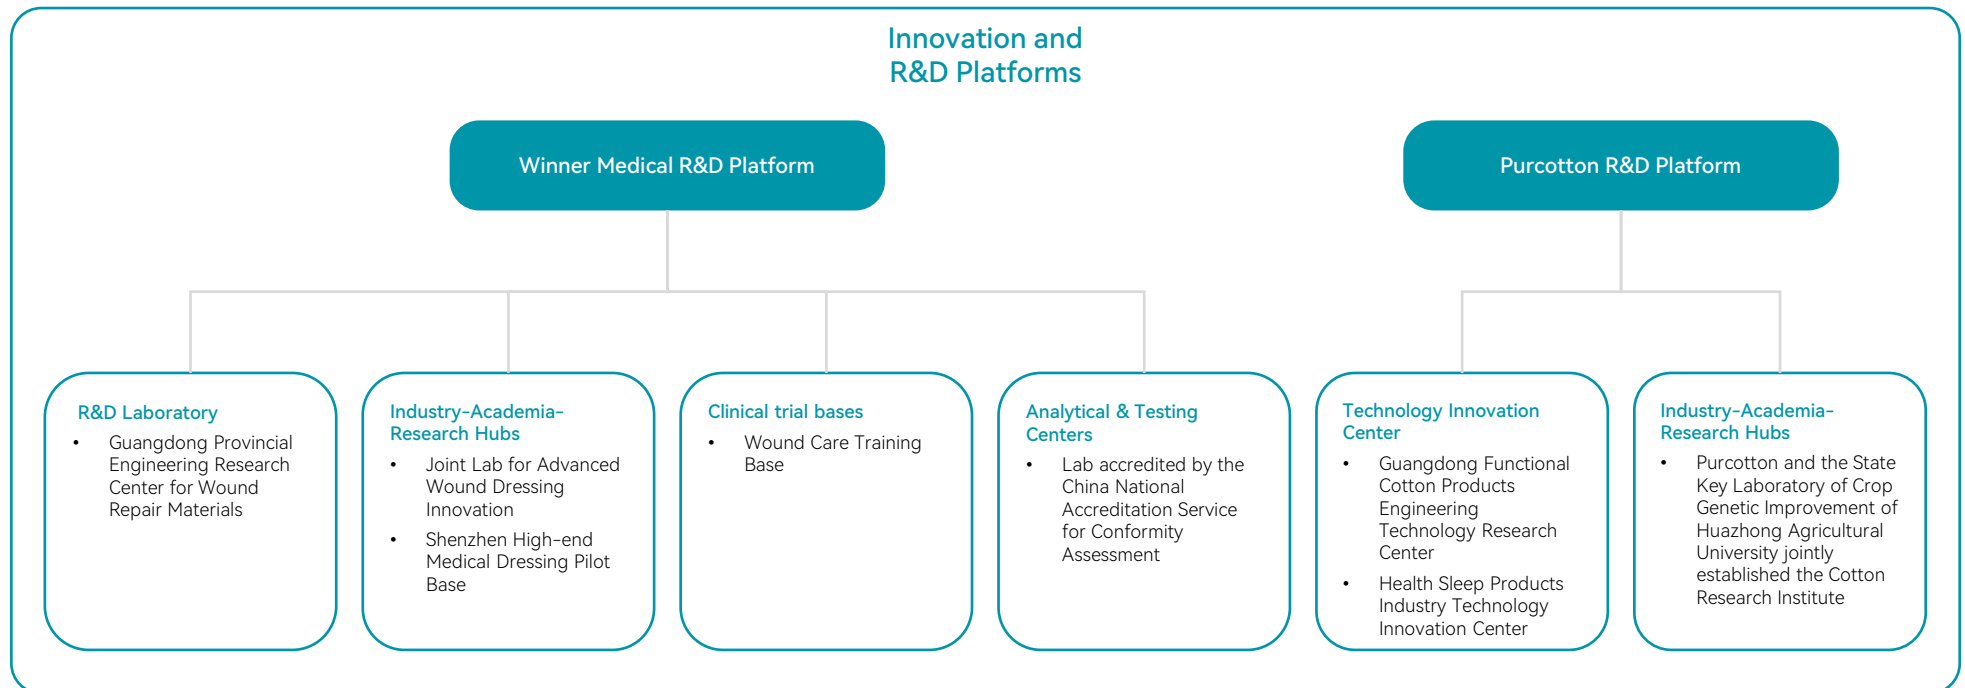 Innovation and
R&D Platforms
Winner Medical R&D Platform
Purcotton R&D Platform
R&D Laboratory
• Guangdong Provincial
Engineering Research
Center for Wound
Repair Materials
Industry-Academia-
Research Hubs
• Joint Lab for Advanced
Wound Dressing
Innovation
• Shenzhen High-end
Medical Dressing Pilot
Base
Clinical trial bases
• Wound Care Training
Base
Analytical & Testing
Centers
• Lab accredited by the
China National
Accreditation Service
for Conformity
Assessment
Technology Innovation
Center
• Guangdong Functional
Cotton Products
Engineering
Technology Research
Center
• Health Sleep Products
Industry Technology
Innovation Center
Industry-Academia-
Research Hubs
• Purcotton and the State
Key Laboratory of Crop
Genetic Improvement of
Huazhong Agricultural
University jointly
established the Cotton
Research Institute